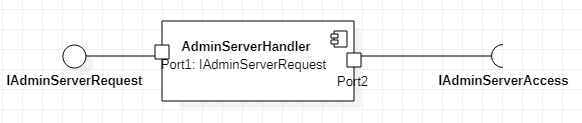 AdminServerHandler
Port1: IAdminServerRequest
IAdminServerRequest
Port2
IAdminServerAccess